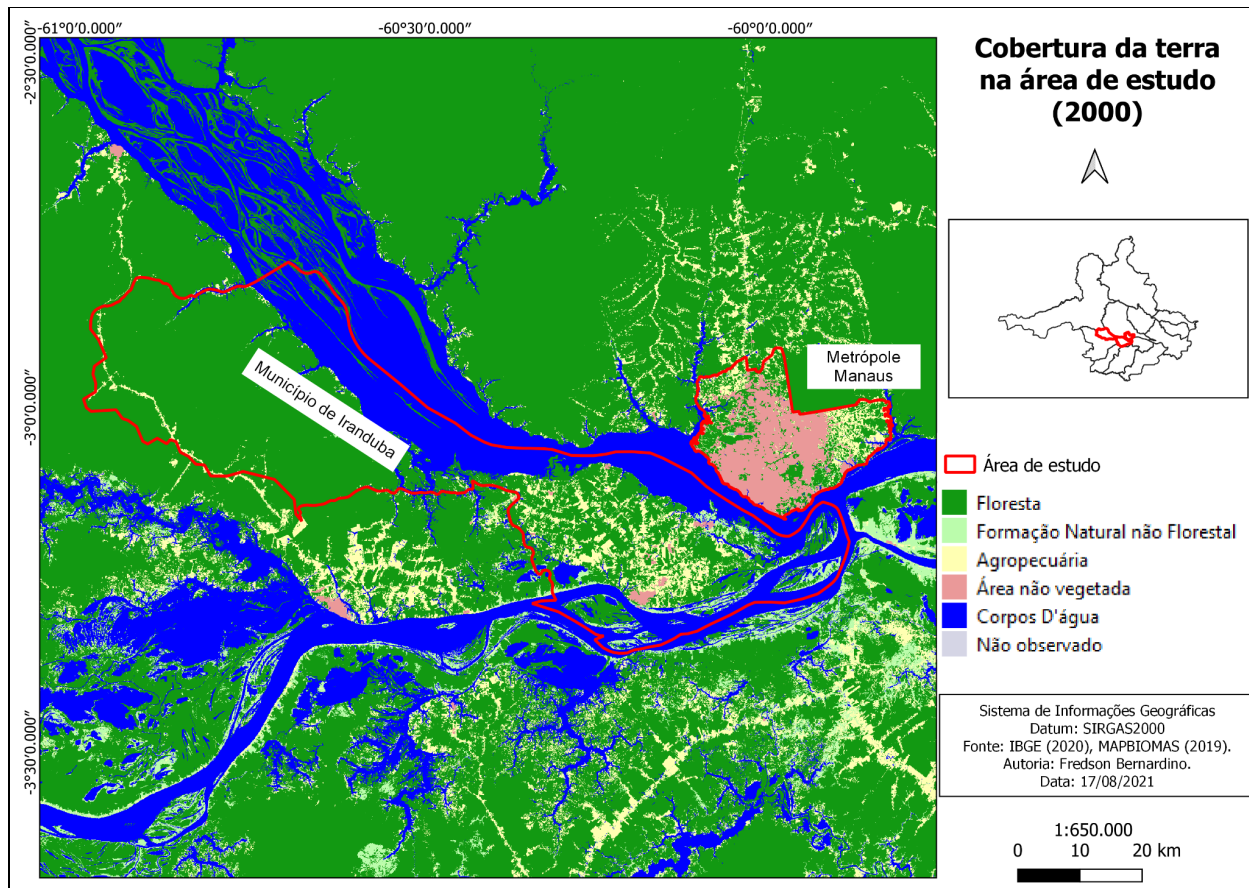 -61°0'0.000″
-60°30'0.000″
-60°0'0.000″
-2°30'0.000″
-3°0'0.000″
-3°30'0.000″
Município de Iranduba
Metrópole
Manaus
Cobertura da terra
na área de estudo
(2000)
Área de estudo
Floresta
Formação Natural não Florestal
Agropecuária
Área não vegetada
Corpos D'água
Não observado
Sistema de Informações Geográficas
Datum: SIRGAS2000
Fonte: IBGE (2020), MAPBIOMAS (2019).
Autoria: Fredson Bernardino.
Data: 17/08/2021
1:650.000
0 10 20 km